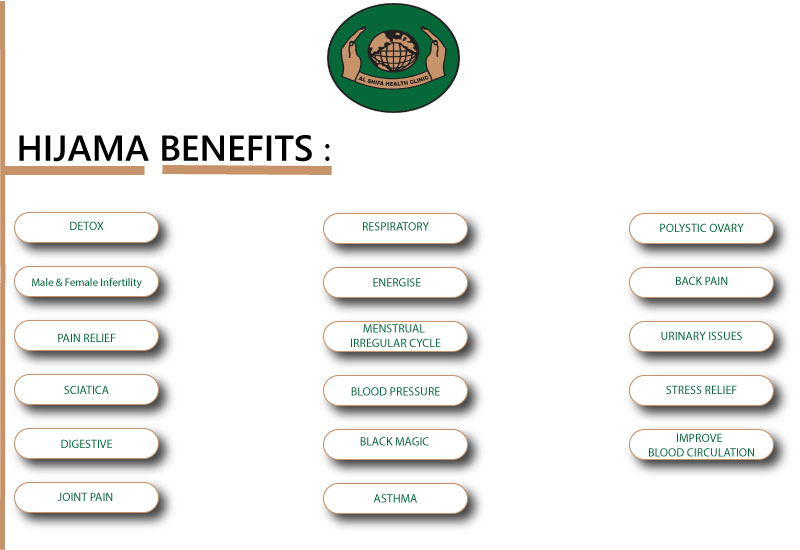 AL SHIFA HEALTH CLINIC
HIJAMA BENEFITS :
DETOX
Male & Female Infertility
PAIN RELIEF
SCIATICA
DIGESTIVE
JOINT PAIN
RESPIRATORY
ENERGISE
MENSTRUAL
IRREGULAR CYCLE
BLOOD PRESSURE
BLACK MAGIC
ASTHMA
POLYSTIC OVARY
BACK PAIN
URINARY ISSUES
STRESS RELIEF
IMPROVE
BLOOD CIRCULATION